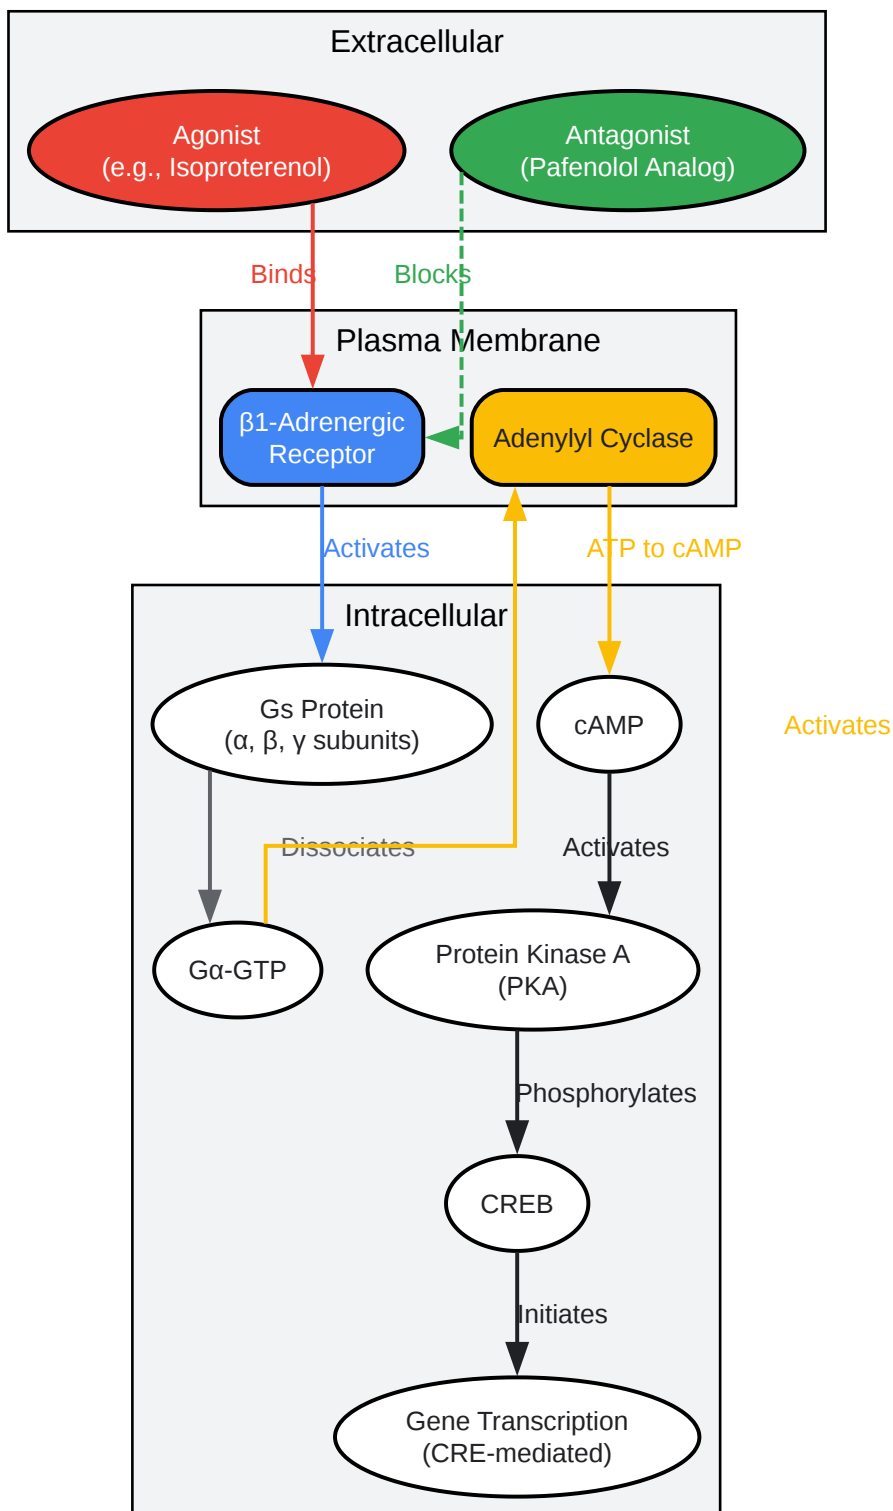 Extracellular
Agonist
(e.g., Isoproterenol)
Antagonist
(Pafenolol Analog)
Binds
Blocks
Plasma Membrane
β1-Adrenergic
Receptor
Adenylyl Cyclase
Activates
ATP to cAMP
Intracellular
Gs Protein
(α, β, γ subunits)
cAMP
Activates
Dissociates
Activates
Gα-GTP
Protein Kinase A
(PKA)
Phosphorylates
CREB
Initiates
Gene Transcription
(CRE-mediated)